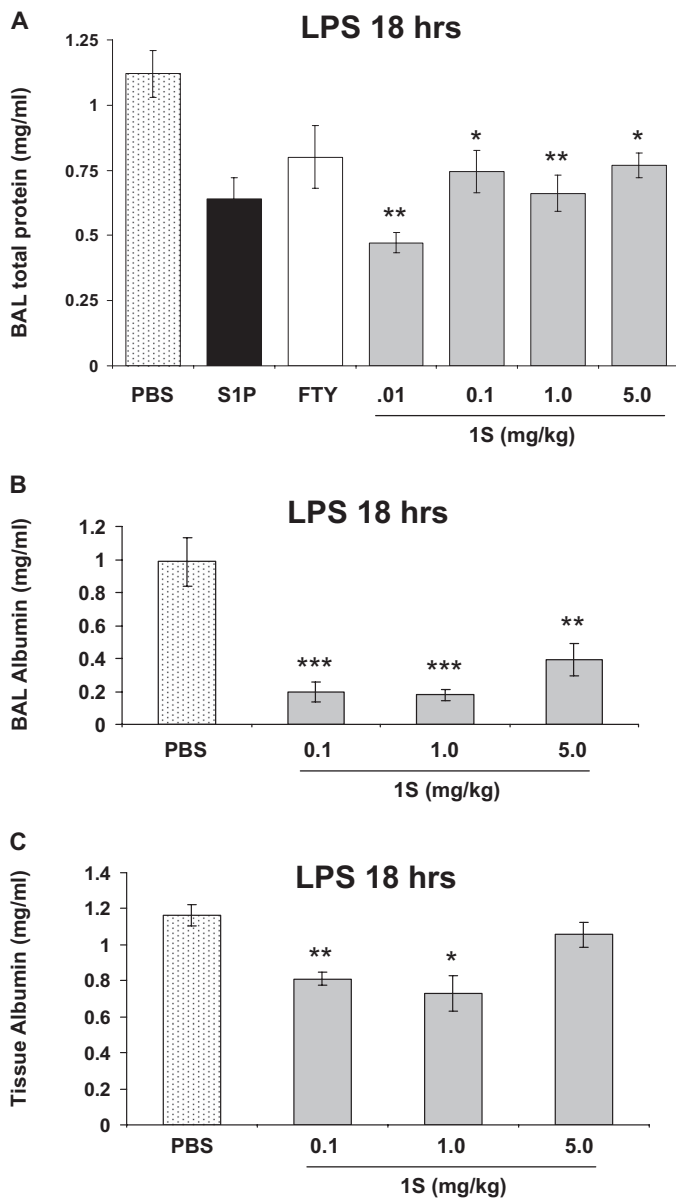 A
LPS 18 hrs
BAL total protein (mg/ml)
1.25
1
0.75
0.5
0.25
0
**
*
**
*
PBS S1P FTY .01 0.1 1.0 5.0
1S (mg/kg)
B
LPS 18 hrs
BAL Albumin (mg/ml)
1.2
1
0.8
0.6
0.4
0.2
0
***
***
**
PBS 0.1 1.0 5.0
1S (mg/kg)
C
LPS 18 hrs
Tissue Albumin (mg/ml)
1.4
1.2
1
0.8
0.6
0.4
0.2
0
**
*
PBS 0.1 1.0 5.0
1S (mg/kg)